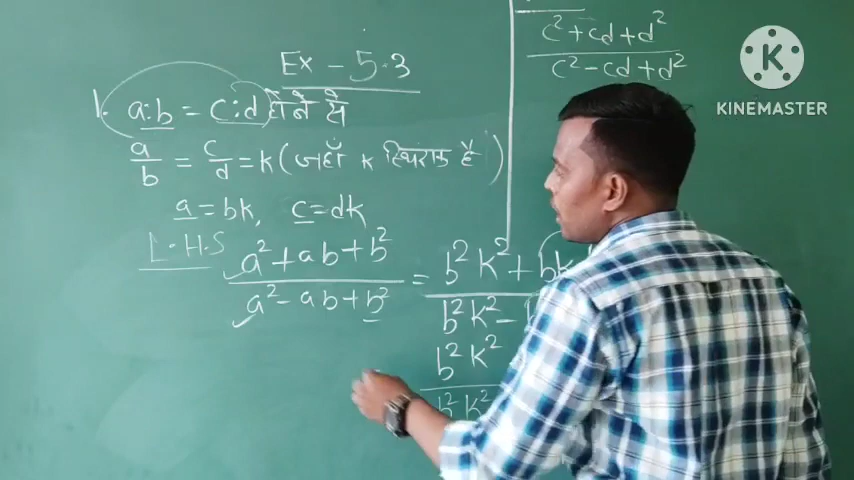 Ex - 5.3
1. a:b = c:d होने से
a/b = c/d = k (जहाँ k स्थिरांक है)
a = bk, c = dk
L.H.S
a² + ab + b² / a² - ab + b² = b²k² + bk / b²k² -
b²k² / b²k²
c² + cd + d² / c² - cd + d²
KINEMASTER